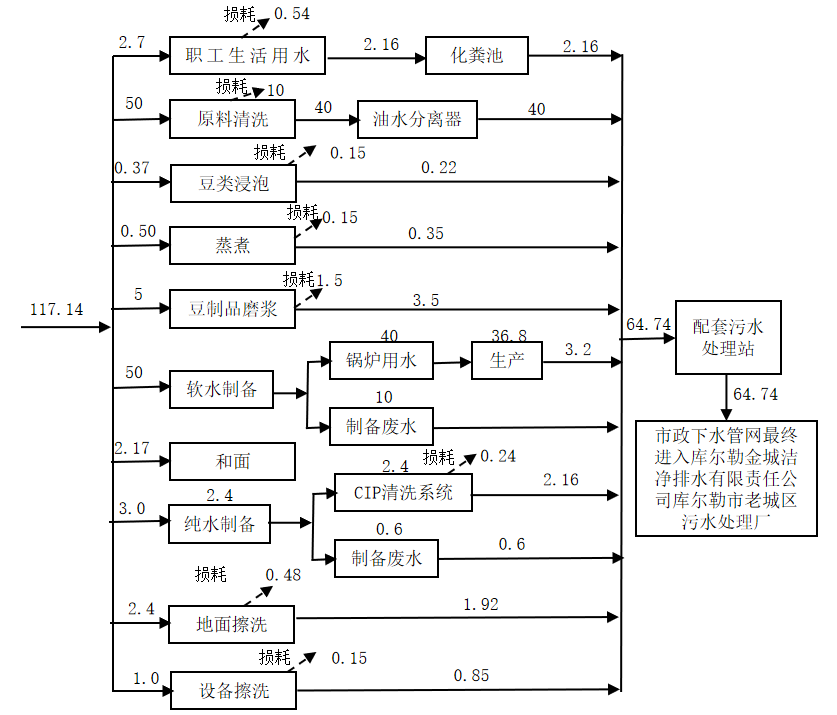 损耗 0.54
2.7 职工生活用水 2.16 化粪池 2.16
损耗 10
50 原料清洗 40 油水分离器 40
损耗 0.15
0.37 豆类浸泡 0.22
损耗 0.15
0.50 蒸煮 0.35
损耗 1.5
5 豆制品磨浆 3.5
117.14
40 36.8
50 软水制备 锅炉用水 生产 3.2
10
制备废水
64.74 配套污水
处理站
64.74
市政下水管网最终
进入库尔勒金城洁
净排水有限责任公
司库尔勒市老城区
污水处理厂
2.17 和面
损耗 0.24
2.4
CIP清洗系统 2.16
3.0 2.4
纯水制备
0.6
制备废水 0.6
损耗 0.48
2.4 地面擦洗 1.92
损耗 0.15
1.0 设备擦洗 0.85